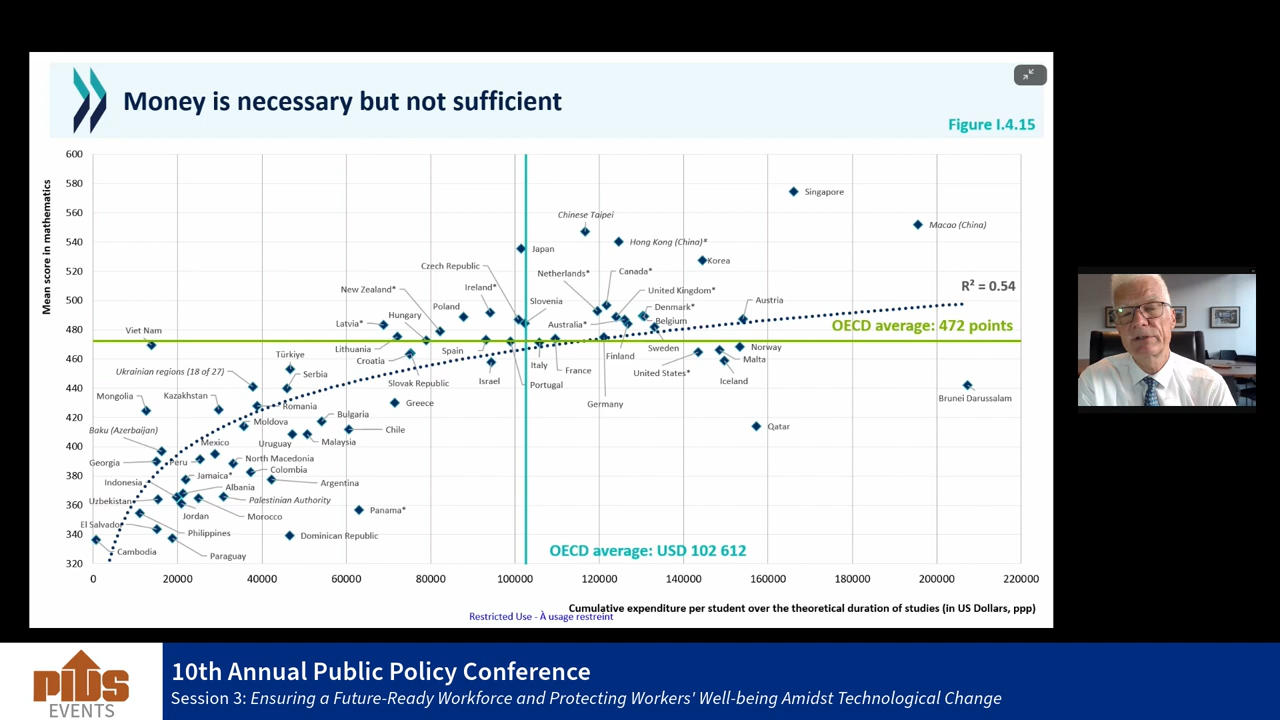 Money is necessary but not sufficient
Figure I.4.15
Mean score in mathematics
600
580
560
540
520
500
480
460
440
420
400
380
360
340
320
Singapore
Chinese Taipei
Macao (China)
Hong Kong (China)*
Japan
Korea
Czech Republic
Netherlands*
Canada*
R² = 0.54
New Zealand*
Ireland*
United Kingdom*
Slovenia
Austria
Poland
Denmark*
Hungary
Latvia*
Australia*
Belgium
OECD average: 472 points
Viet Nam
Lithuania
Spain
Sweden
Norway
Türkiye
Croatia
Finland
Malta
Italy
France
United States*
Ukrainian regions (18 of 27)
Serbia
Slovak Republic
Israel
Portugal
Iceland
Mongolia
Kazakhstan
Romania
Greece
Germany
Brunei Darussalam
Moldova
Bulgaria
Baku (Azerbaijan)
Chile
Qatar
Mexico
Uruguay
Malaysia
Georgia
Peru
North Macedonia
Colombia
Indonesia
Jamaica*
Albania
Argentina
Uzbekistan
Palestinian Authority
Jordan
Morocco
Panama*
El Salvador
Philippines
Dominican Republic
Cambodia
Paraguay
OECD average: USD 102 612
0
20000
40000
60000
80000
100000
120000
140000
160000
180000
200000
220000
Cumulative expenditure per student over the theoretical duration of studies (in US Dollars, ppp)
Restricted Use - À usage restreint
PIDS
EVENTS
10th Annual Public Policy Conference
Session 3: Ensuring a Future-Ready Workforce and Protecting Workers' Well-being Amidst Technological Change